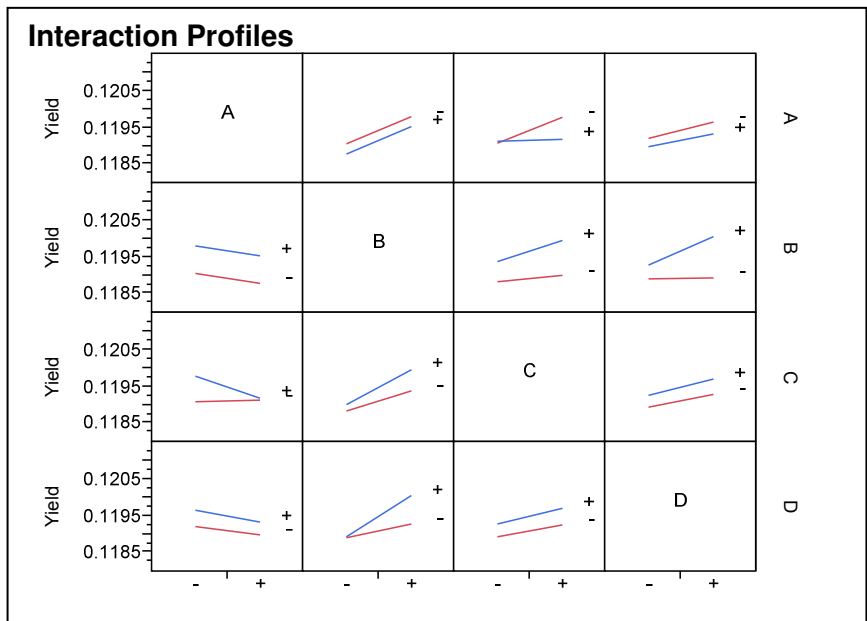 Interaction Profiles
Yield
0.1205
0.1195
0.1185
A
-
+
-
+
-
+
A
Yield
0.1205
0.1195
0.1185
+
-
B
+
-
+
-
B
Yield
0.1205
0.1195
0.1185
+
-
+
-
C
+
-
C
Yield
0.1205
0.1195
0.1185
+
-
+
-
+
-
D
D
- + - + - + - +